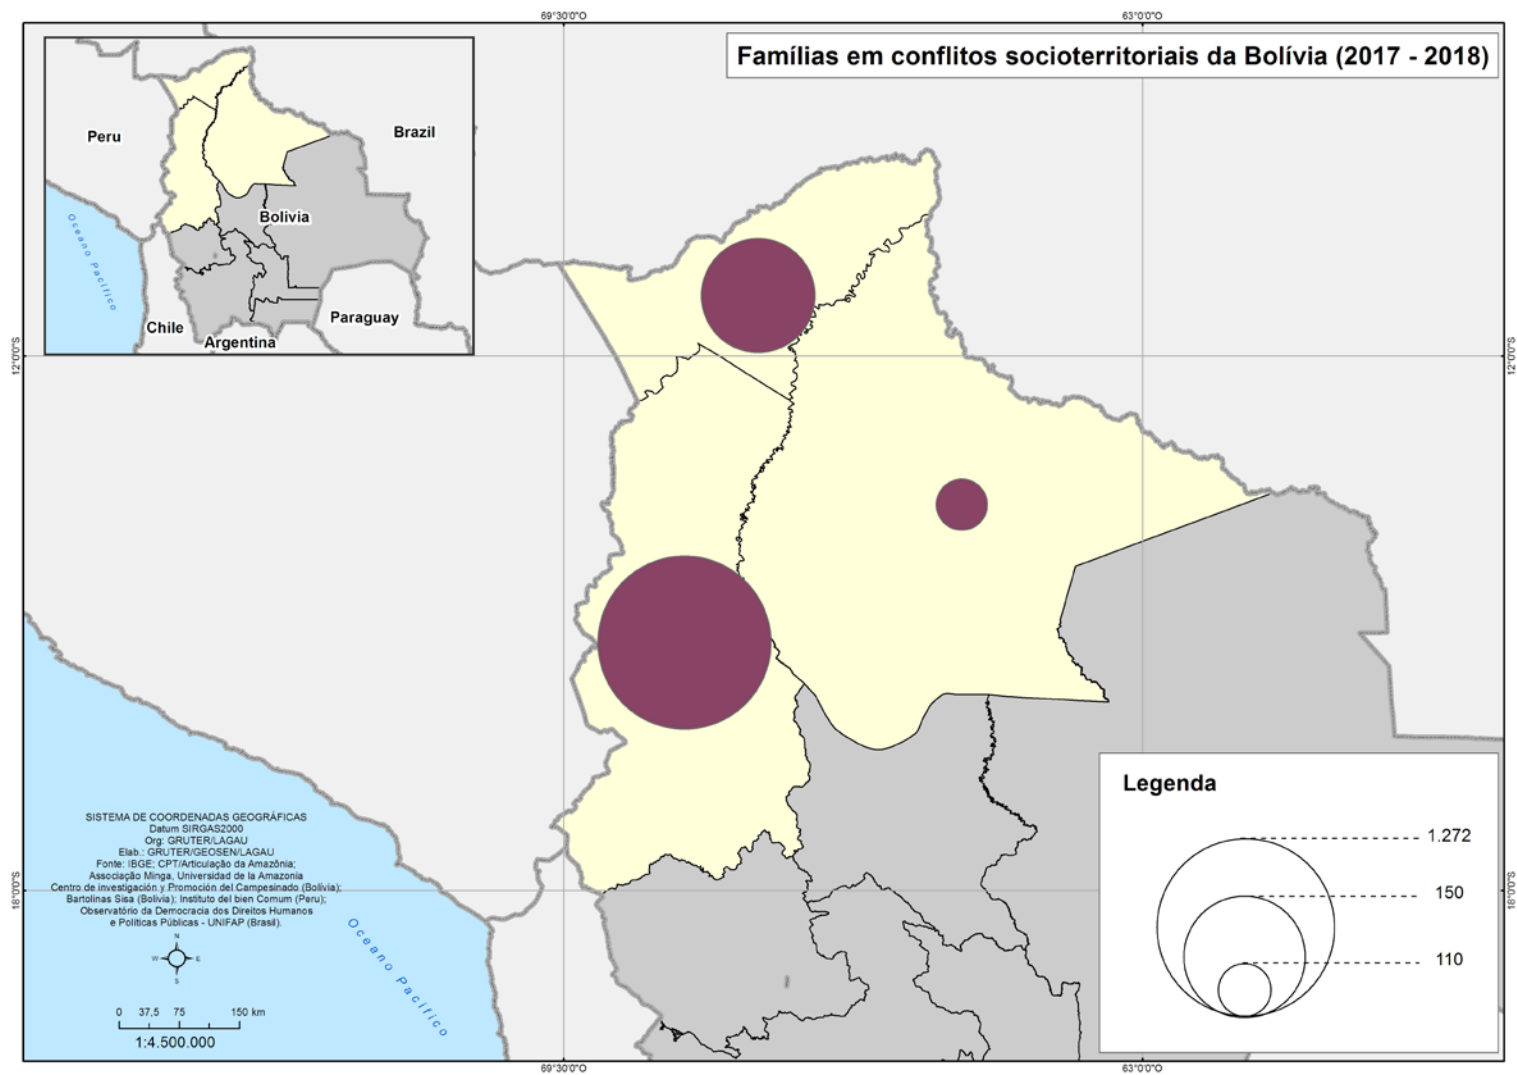 69°30'0"O
63°0'0"O
Famílias em conflitos socioterritoriais da Bolívia (2017 - 2018)
Peru
Brazil
Bolivia
Oceano Pacífico
Chile
Paraguay
Argentina
12°0'0"S
12°0'0"S
Legenda
1.272
150
110
SISTEMA DE COORDENADAS GEOGRÁFICAS
Datum SIRGAS2000
Org: GRUTER/LAGAU
Elab.: GRUTER/GEOSEN/LAGAU
Fonte: IBGE; CPT/Articulação da Amazônia;
Associação Minga, Universidad de la Amazonia
Centro de investigación y Promoción del Campesinado (Bolívia);
Bartolinas Sisa (Bolivia); Instituto del bien Comum (Peru);
Observatório da Democracia dos Direitos Humanos
e Políticas Públicas - UNIFAP (Brasil).
18°0'0"S
18°0'0"S
N
W
E
S
Oceano Pacífico
0 37,5 75 150 km
1:4.500.000
69°30'0"O
63°0'0"O